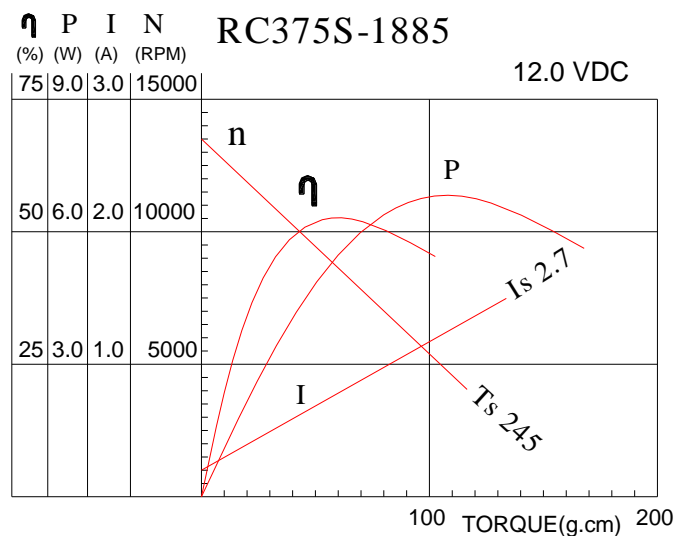 η P I N RC375S-1885
(%) (W) (A) (RPM)
12.0 VDC
75 9.0 3.0 15000
n
η
P
50 6.0 2.0 10000
Is 2.7
25 3.0 1.0 5000
I
Ts 245
100 TORQUE(g.cm) 200